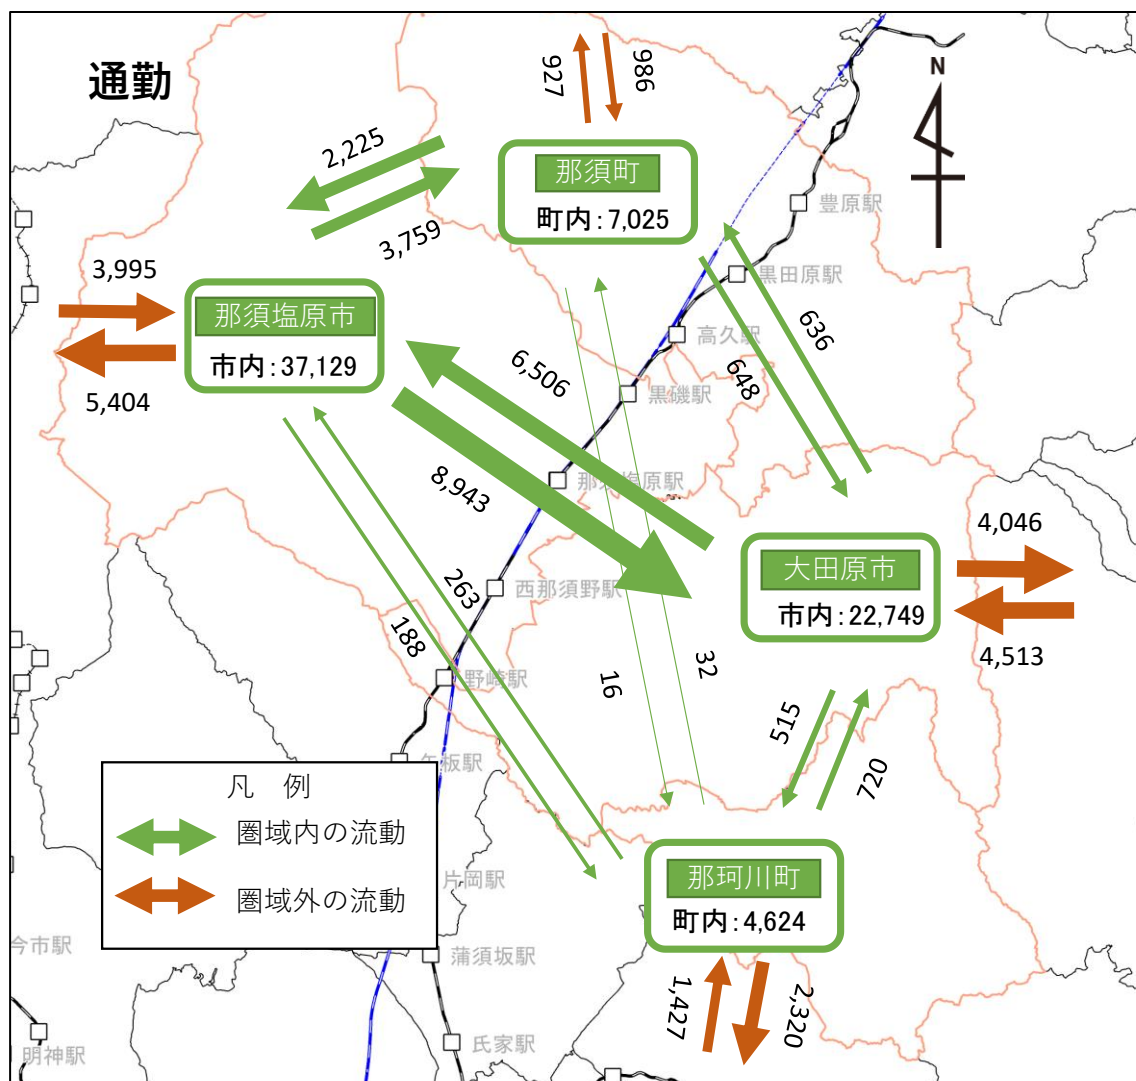 通勤
N
927
986
2,225
3,759
那須町
町内:7,025
豊原駅
黒田原駅
高久駅
黒磯駅
3,995
5,404
那須塩原市
市内:37,129
6,506
8,943
636
648
那須塩原駅
西那須野駅
野崎駅
矢板駅
263
188
16
32
大田原市
市内:22,749
4,046
4,513
515
720
凡 例
圏域内の流動
圏域外の流動
片岡駅
蒲須坂駅
氏家駅
今市駅
明神駅
那珂川町
町内:4,624
1,427
2,320